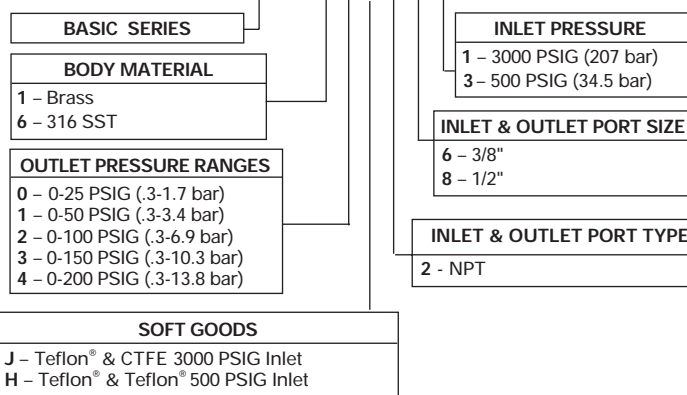 BASIC SERIES
BODY MATERIAL
1 – Brass
6 – 316 SST
OUTLET PRESSURE RANGES
0 – 0-25 PSIG (.3-1.7 bar)
1 – 0-50 PSIG (.3-3.4 bar)
2 – 0-100 PSIG (.3-6.9 bar)
3 – 0-150 PSIG (.3-10.3 bar)
4 – 0-200 PSIG (.3-13.8 bar)
SOFT GOODS
J – Teflon® & CTFE 3000 PSIG Inlet
H – Teflon® & Teflon® 500 PSIG Inlet
INLET PRESSURE
1 – 3000 PSIG (207 bar)
3 – 500 PSIG (34.5 bar)
INLET & OUTLET PORT SIZE
6 – 3/8"
8 – 1/2"
INLET & OUTLET PORT TYPE
2 - NPT